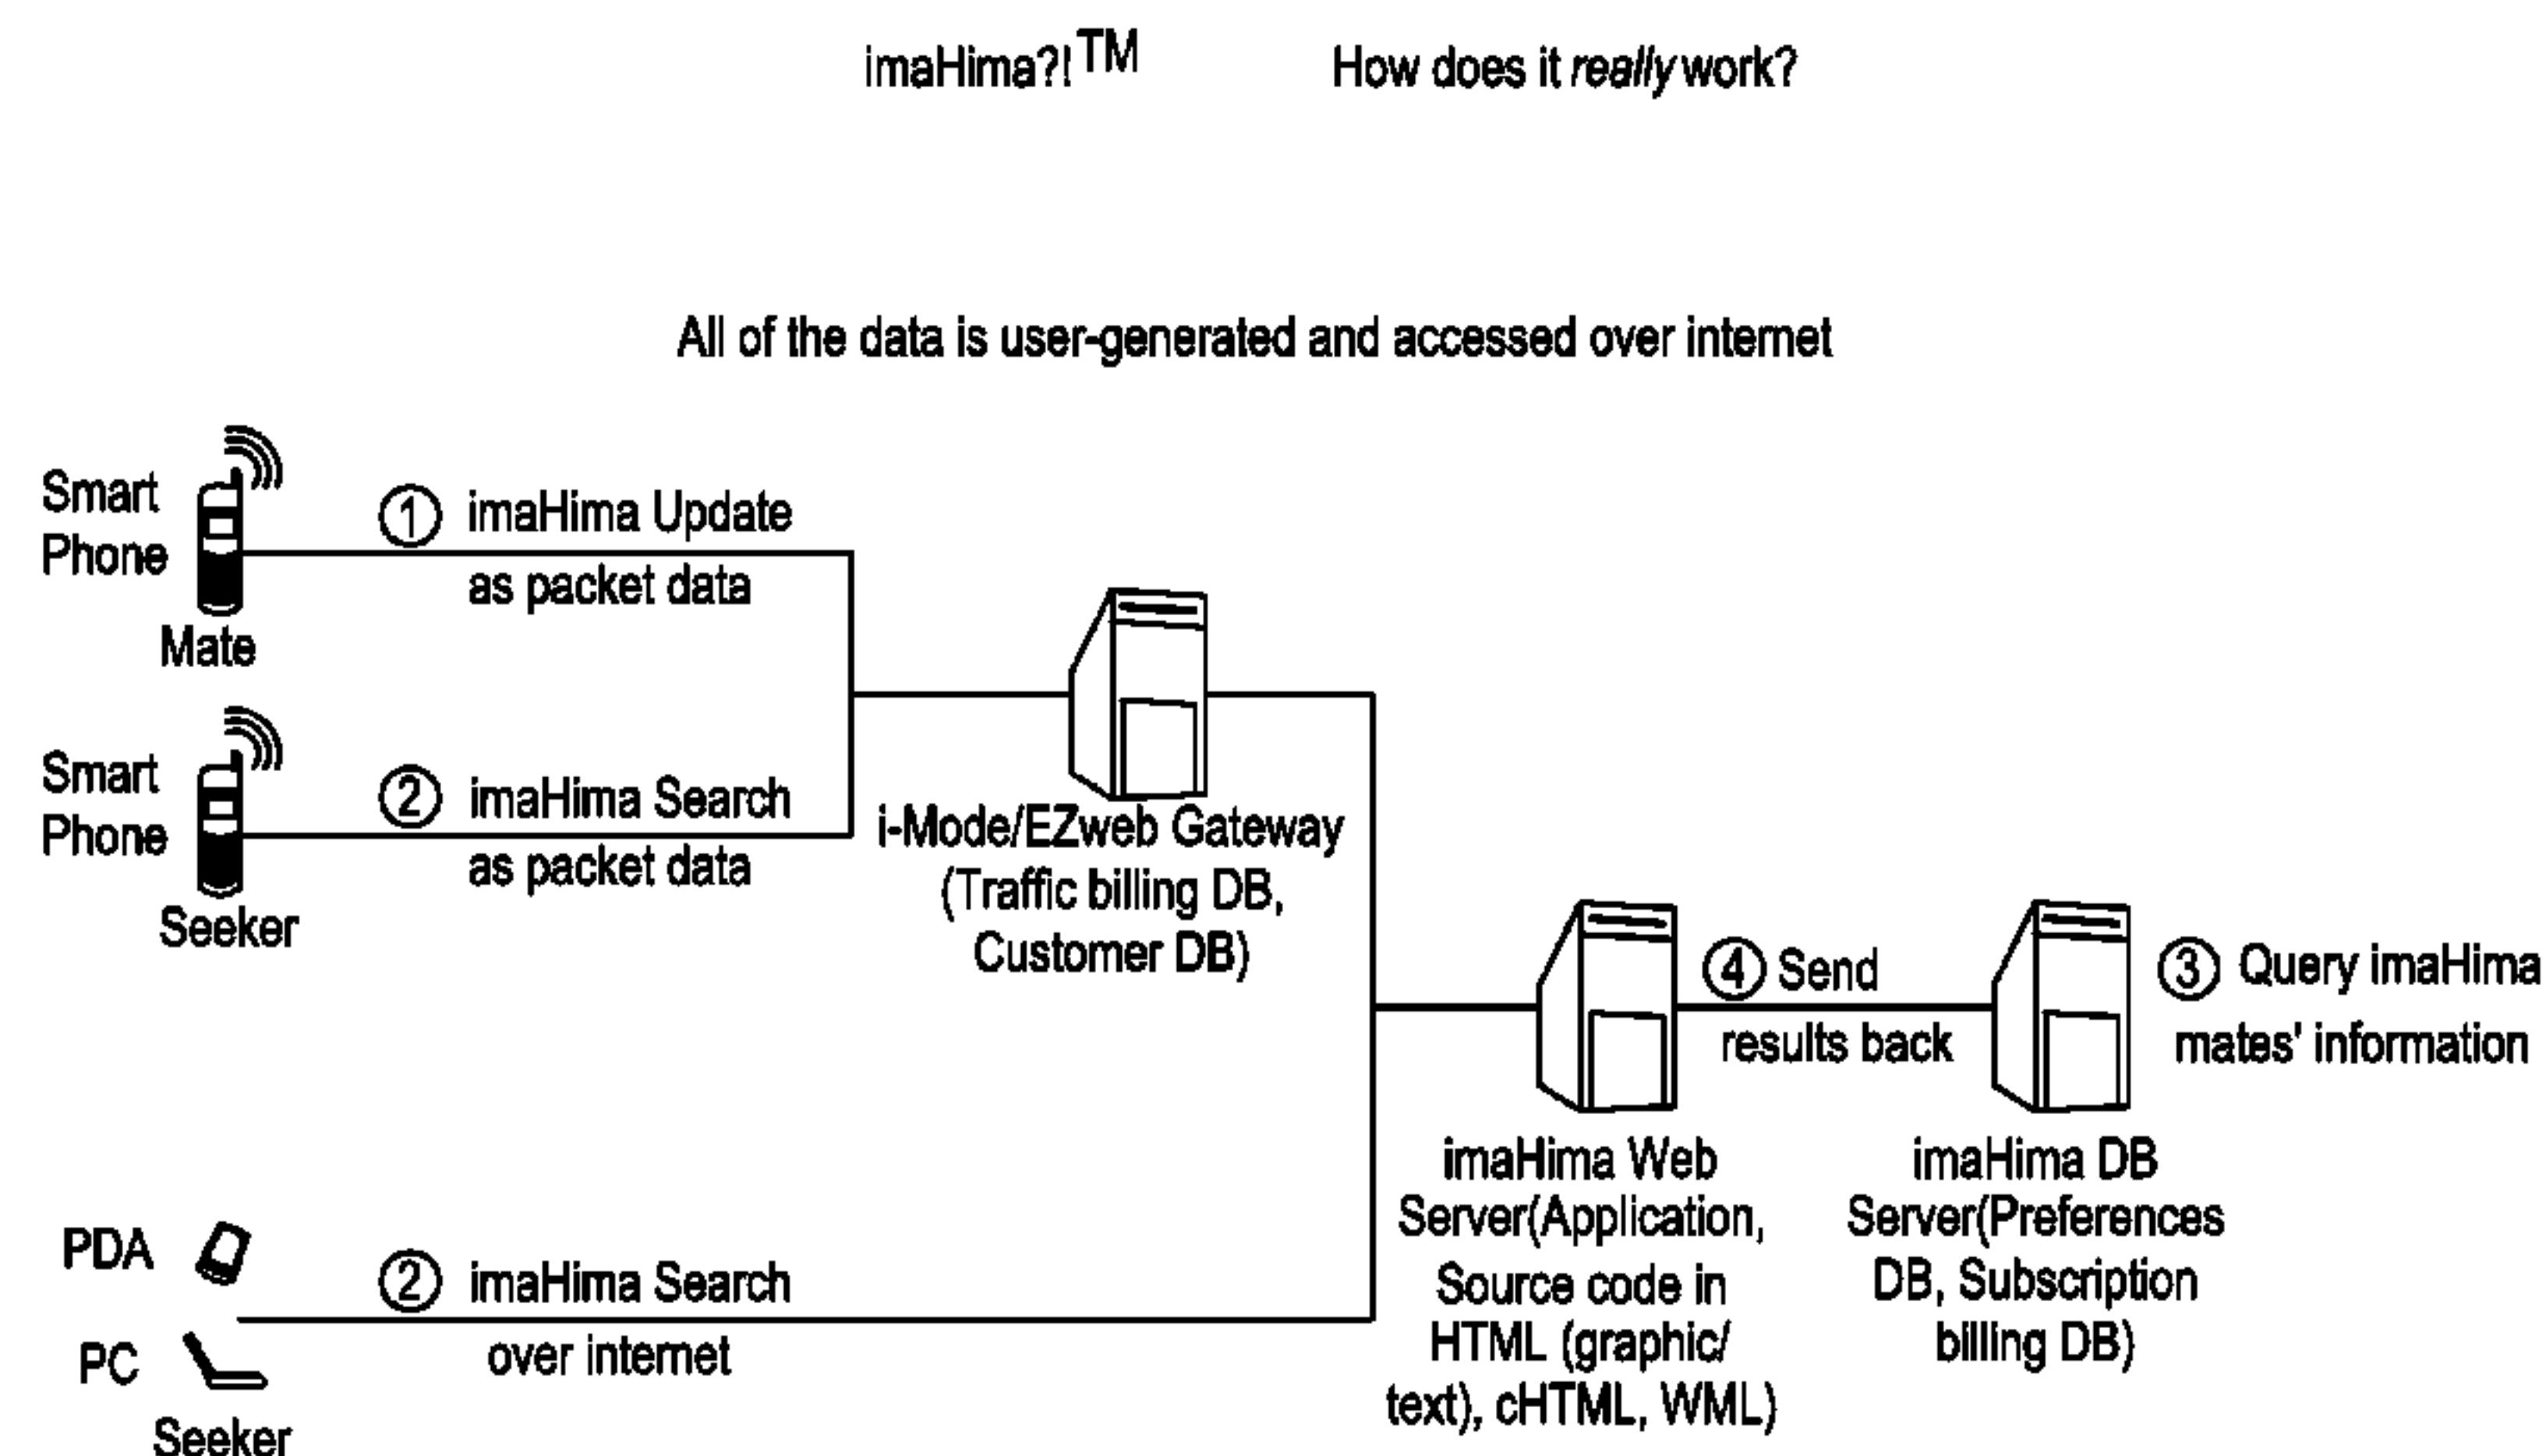 imaHima?!TM How does it really work?
All of the data is user-generated and accessed over internet
Smart
Phone
Mate
① imaHima Update
as packet data
Smart
Phone
Seeker
② imaHima Search
as packet data
i-Mode/EZweb Gateway
(Traffic billing DB,
Customer DB)
④ Send
results back
③ Query imaHima
mates' information
imaHima Web
Server(Application,
Source code in
HTML (graphic/
text), cHTML, WML)
imaHima DB
Server(Preferences
DB, Subscription
billing DB)
PDA
PC
Seeker
② imaHima Search
over internet